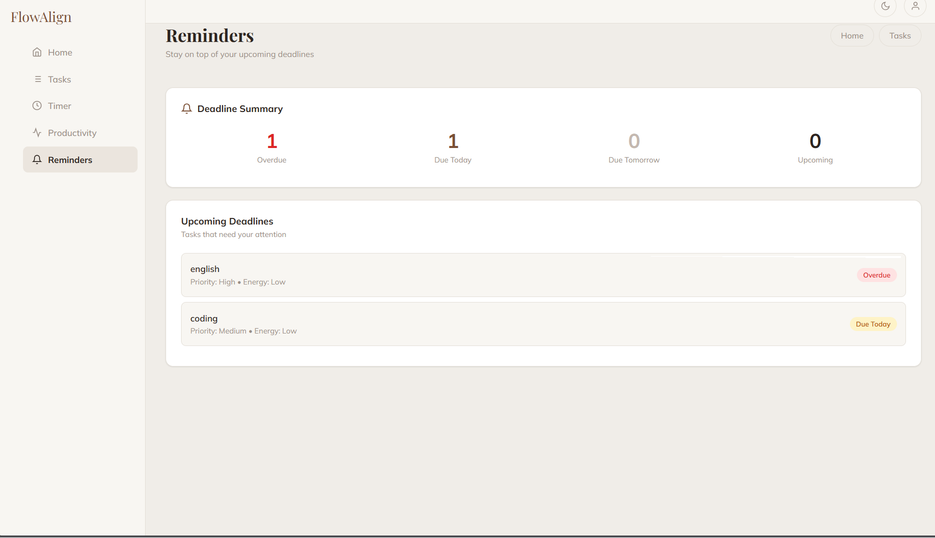 FlowAlign
Home
Tasks
Timer
Productivity
Reminders
Reminders
Stay on top of your upcoming deadlines
Home
Tasks
Deadline Summary
1
Overdue
1
Due Today
0
Due Tomorrow
0
Upcoming
Upcoming Deadlines
Tasks that need your attention
english
Priority: High • Energy: Low
Overdue
coding
Priority: Medium • Energy: Low
Due Today